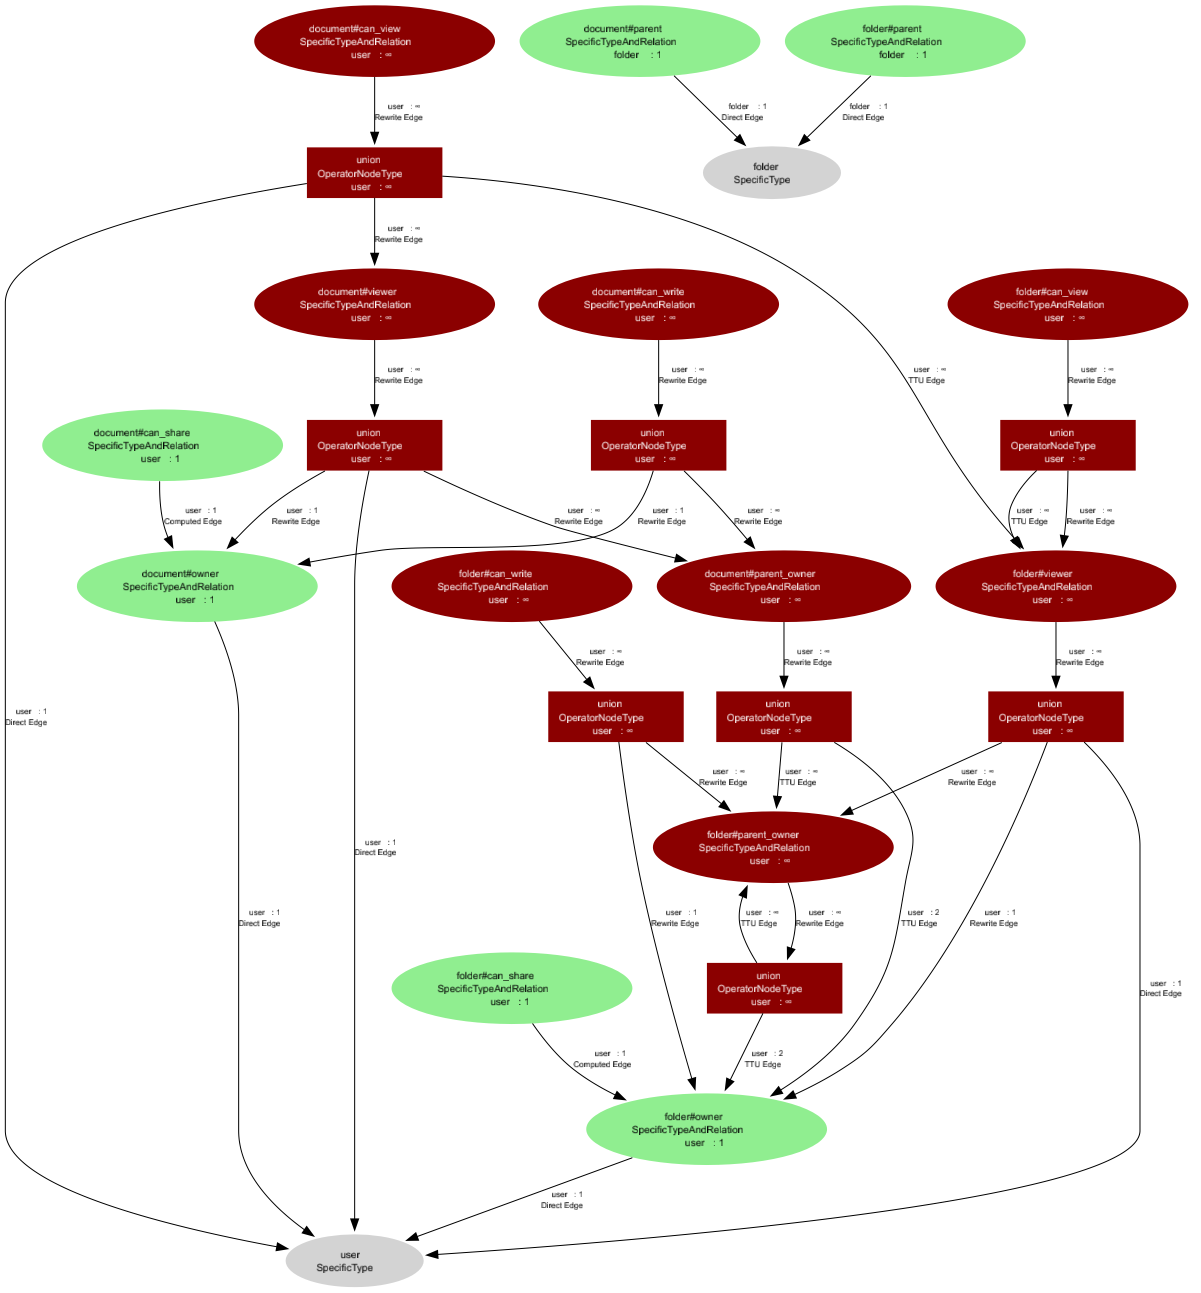 document#can_view
SpecificTypeAndRelation
user : ∞
document#parent
SpecificTypeAndRelation
folder : 1
folder#parent
SpecificTypeAndRelation
folder : 1
user : ∞
Rewrite Edge
folder : 1
Direct Edge
folder : 1
Direct Edge
union
OperatorNodeType
user : ∞
folder
SpecificType
user : ∞
Rewrite Edge
document#viewer
SpecificTypeAndRelation
user : ∞
document#can_write
SpecificTypeAndRelation
user : ∞
folder#can_view
SpecificTypeAndRelation
user : ∞
user : ∞
Rewrite Edge
user : ∞
Rewrite Edge
user : ∞
TTU Edge
user : ∞
Rewrite Edge
document#can_share
SpecificTypeAndRelation
user : 1
union
OperatorNodeType
user : ∞
union
OperatorNodeType
user : ∞
union
OperatorNodeType
user : ∞
user : 1
Computed Edge
user : 1
Rewrite Edge
user : ∞
Rewrite Edge
user : 1
Rewrite Edge
user : ∞
Rewrite Edge
user : ∞
TTU Edge
user : ∞
Rewrite Edge
document#owner
SpecificTypeAndRelation
user : 1
folder#can_write
SpecificTypeAndRelation
user : ∞
document#parent_owner
SpecificTypeAndRelation
user : ∞
folder#viewer
SpecificTypeAndRelation
user : ∞
user : ∞
Rewrite Edge
user : ∞
Rewrite Edge
user : ∞
Rewrite Edge
user : 1
Direct Edge
union
OperatorNodeType
user : ∞
union
OperatorNodeType
user : ∞
union
OperatorNodeType
user : ∞
user : ∞
Rewrite Edge
user : ∞
TTU Edge
user : ∞
Rewrite Edge
user : 1
Direct Edge
folder#parent_owner
SpecificTypeAndRelation
user : ∞
user : 1
Direct Edge
user : 1
Rewrite Edge
user : ∞
TTU Edge
user : ∞
Rewrite Edge
user : 2
TTU Edge
user : 1
Rewrite Edge
folder#can_share
SpecificTypeAndRelation
user : 1
union
OperatorNodeType
user : ∞
user : 1
Direct Edge
user : 1
Computed Edge
user : 2
TTU Edge
folder#owner
SpecificTypeAndRelation
user : 1
user : 1
Direct Edge
user
SpecificType